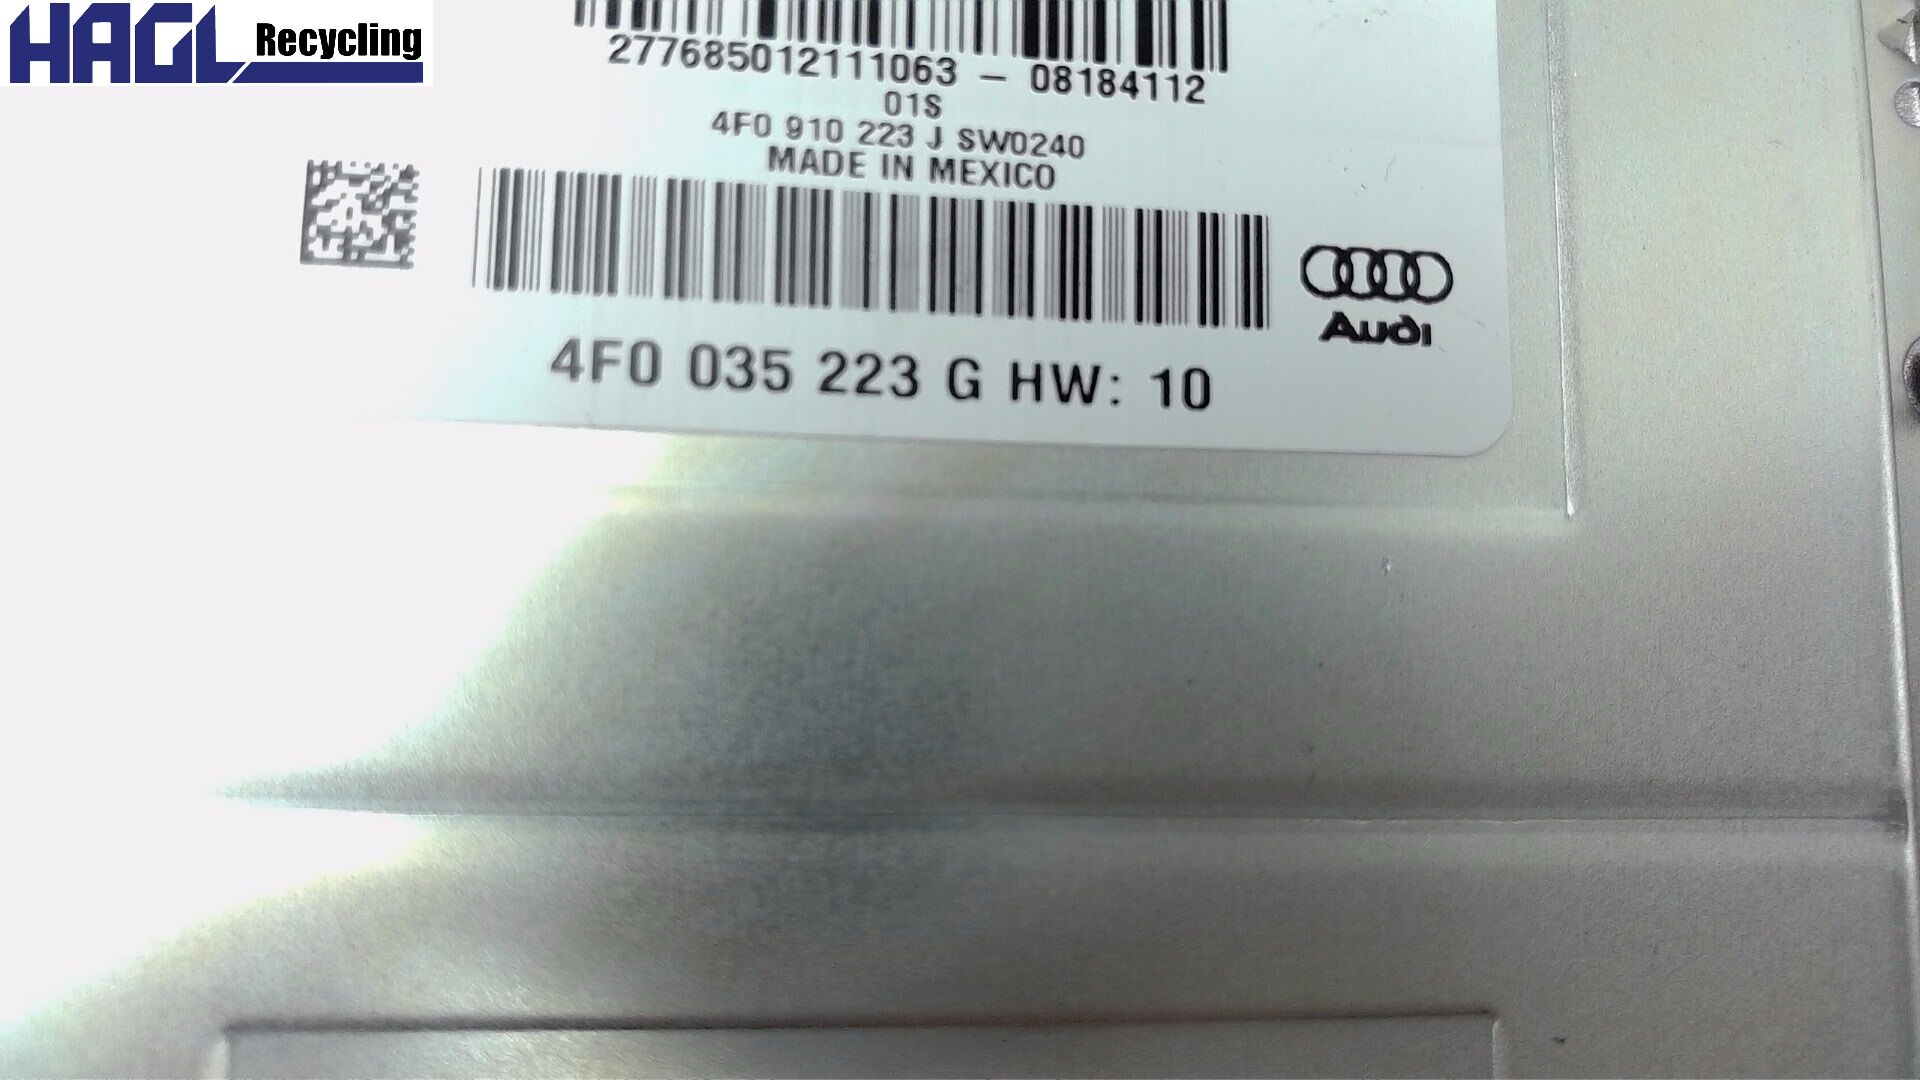 HAGL Recycling
277685012111063 – 08184112
01S
4F0 910 223 J SW0240
MADE IN MEXICO
Audi
4F0 035 223 G HW: 10